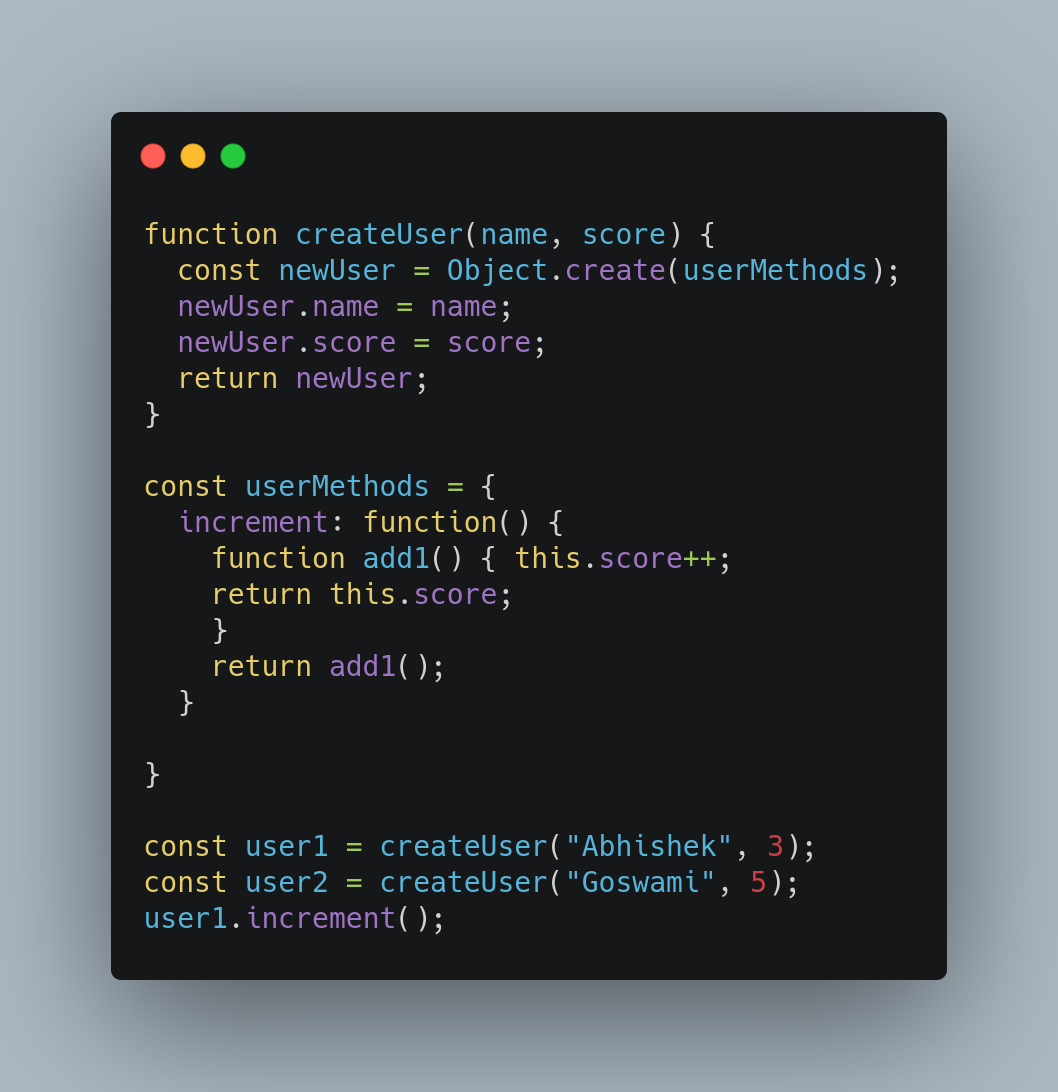 function createUser(name, score) {
  const newUser = Object.create(userMethods);
  newUser.name = name;
  newUser.score = score;
  return newUser;
}

const userMethods = {
  increment: function() {
    function add1() { this.score++;
    return this.score;
    }
    return add1();
  }

}

const user1 = createUser("Abhishek", 3);
const user2 = createUser("Goswami", 5);
user1.increment();